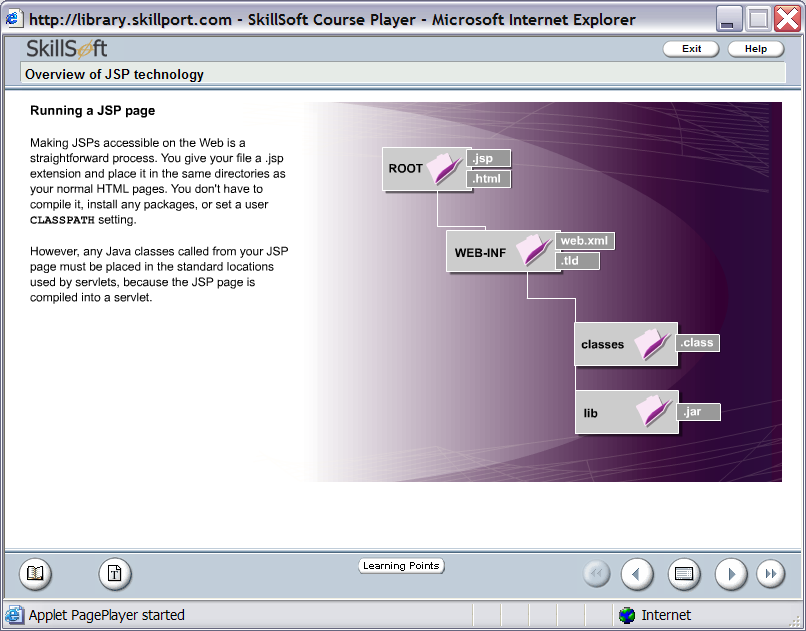 http://library.skillport.com - SkillSoft Course Player - Microsoft Internet Explorer
SkillSoft
Exit
Help
Overview of JSP technology
Running a JSP page
Making JSPs accessible on the Web is a
straightforward process. You give your file a .jsp
extension and place it in the same directories as
your normal HTML pages. You don't have to
compile it, install any packages, or set a user
CLASSPATH setting.
However, any Java classes called from your JSP
page must be placed in the standard locations
used by servlets, because the JSP page is
compiled into a servlet.
ROOT
.jsp
.html
WEB-INF
web.xml
.tld
classes
.class
lib
.jar
T
Learning Points
Applet PagePlayer started
Internet